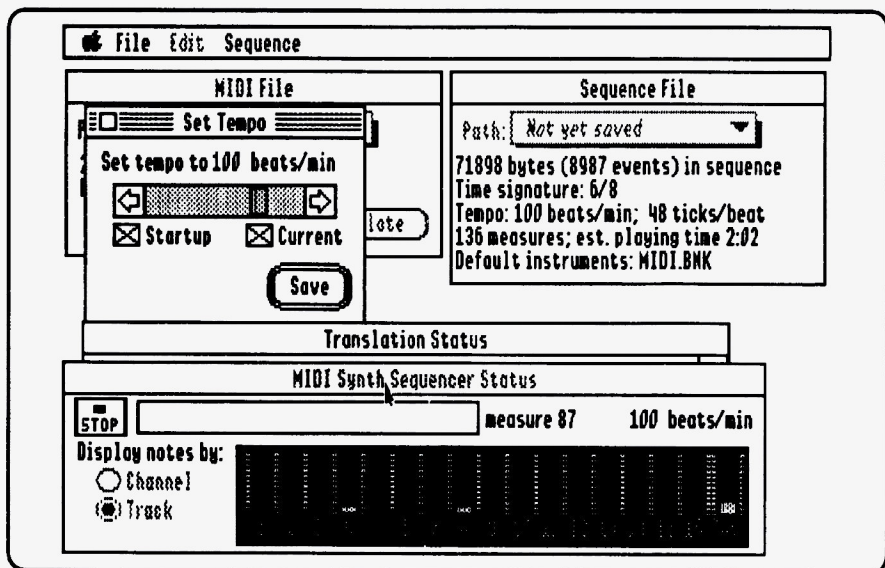 File Edit Sequence
MIDI File
Sequence File
Set Tempo
Set tempo to 100 beats/min
Startup
Current
Save
Path: Not yet saved
71898 bytes (8987 events) in sequence
Time signature: 6/8
Tempo: 100 beats/min; 48 ticks/beat
136 measures; est. playing time 2:02
Default instruments: MIDI.BNK
late
Translation Status
MIDI Synth Sequencer Status
STOP
measure 87
100 beats/min
Display notes by:
Channel
Track